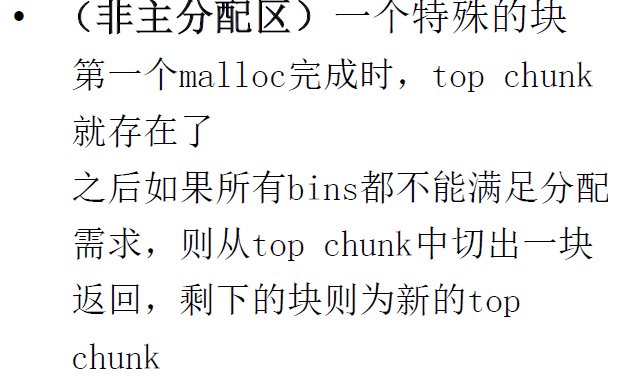 • （非主分配区）一个特殊的块
第一个malloc完成时，top chunk
就存在了
之后如果所有bins都不能满足分配
需求，则从top chunk中切出一块
返回，剩下的块则为新的top
chunk